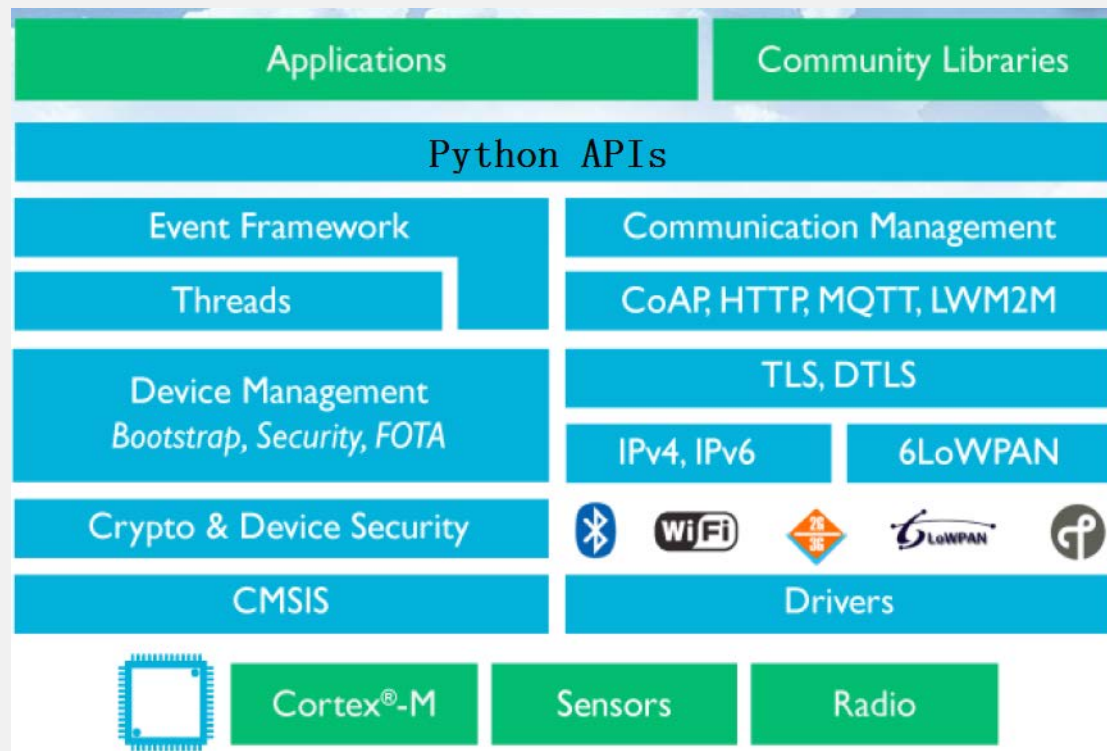 Applications
Community Libraries
Python APIs
Event Framework
Communication Management
Threads
CoAP, HTTP, MQTT, LWM2M
Device Management
Bootstrap, Security, FOTA
TLS, DTLS
IPv4, IPv6
6LoWPAN
Crypto & Device Security
WiFi
2G
3G
6LoWPAN
CMSIS
Drivers
Cortex®-M
Sensors
Radio